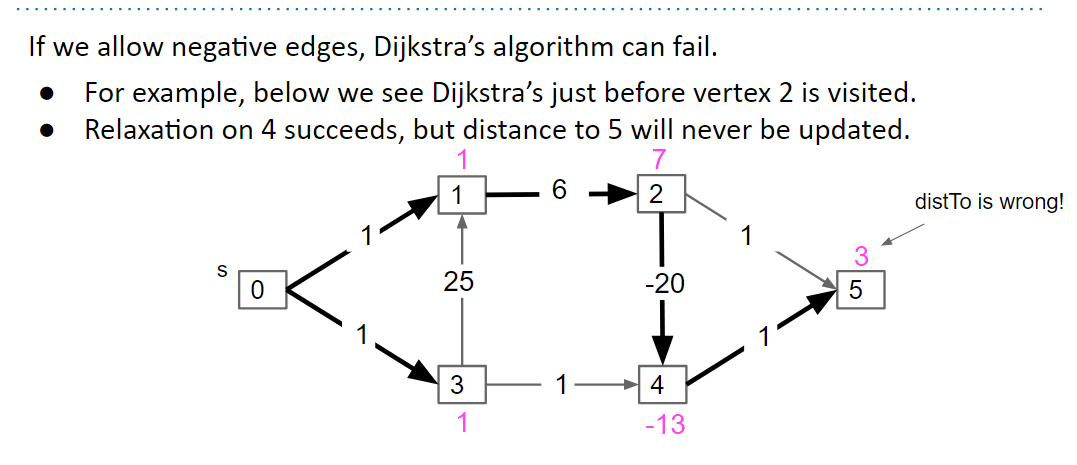 If we allow negative edges, Dijkstra’s algorithm can fail.
● For example, below we see Dijkstra’s just before vertex 2 is visited.
● Relaxation on 4 succeeds, but distance to 5 will never be updated.
1 7
1 6 2
distTo is wrong!
1 1
3
s
0 25 -20 5
1 1
3 1 4
1 -13